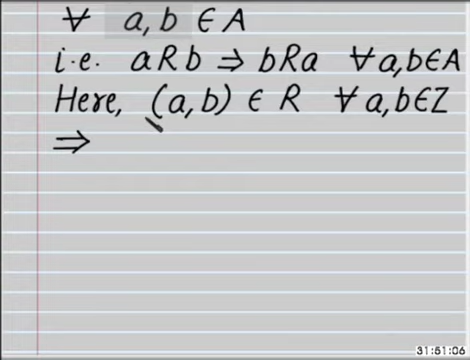 ∀ a, b ∈ A
i.e. aRb ⇒ bRa ∀ a, b ∈ A
Here, (a, b) ∈ R ∀ a, b ∈ Z
⇒
31:51:06